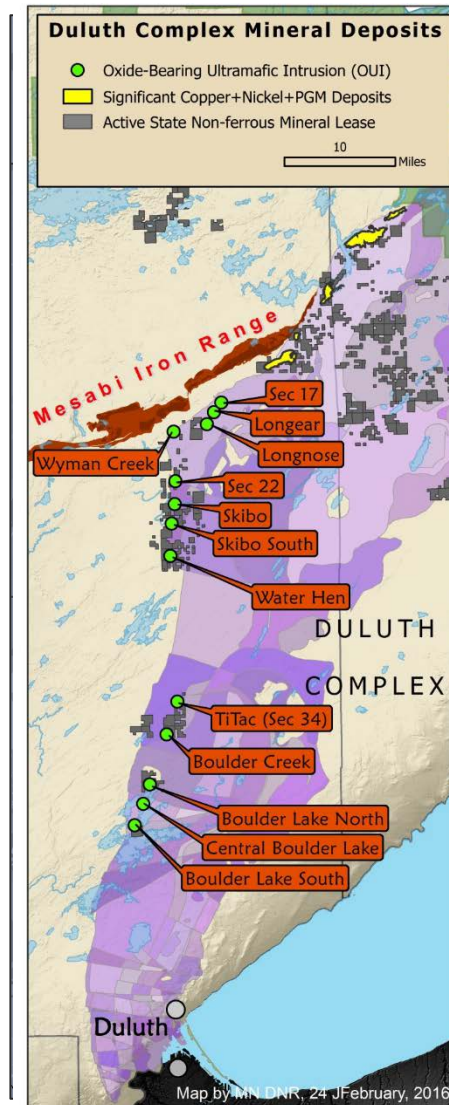 Duluth Complex Mineral Deposits
Oxide-Bearing Ultramafic Intrusion (OUI)
Significant Copper+Nickel+PGM Deposits
Active State Non-ferrous Mineral Lease
10
Miles
Mesabi Iron Range
Sec 17
Longear
Longnose
Wyman Creek
Sec 22
Skibo
Skibo South
Water Hen
DULUTH
COMPLEX
TiTac (Sec 34)
Boulder Creek
Boulder Lake North
Central Boulder Lake
Boulder Lake South
Duluth
Map by MN DNR, 24 JFebruary, 2016